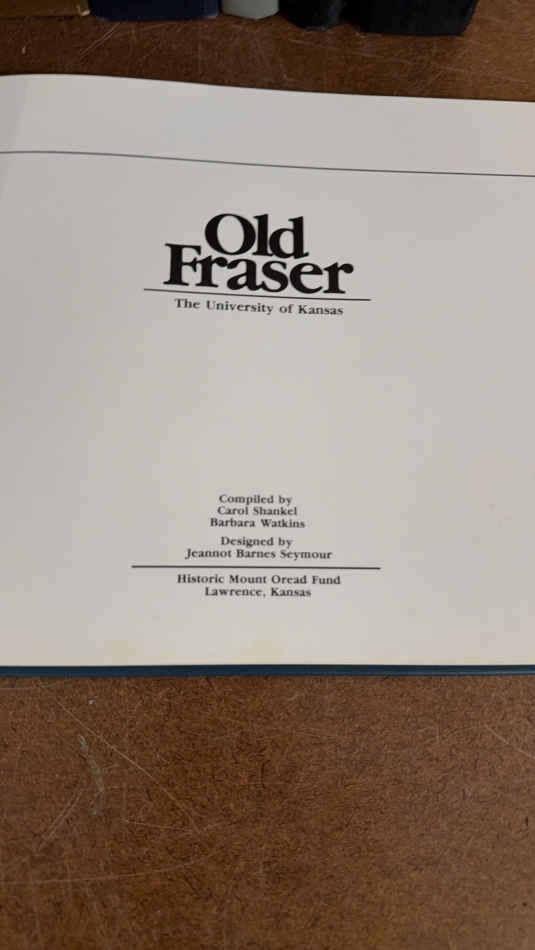 Old
Fraser
The University of Kansas
Compiled by
Carol Shankel
Barbara Watkins
Designed by
Jeannot Barnes Seymour
Historic Mount Oread Fund
Lawrence, Kansas